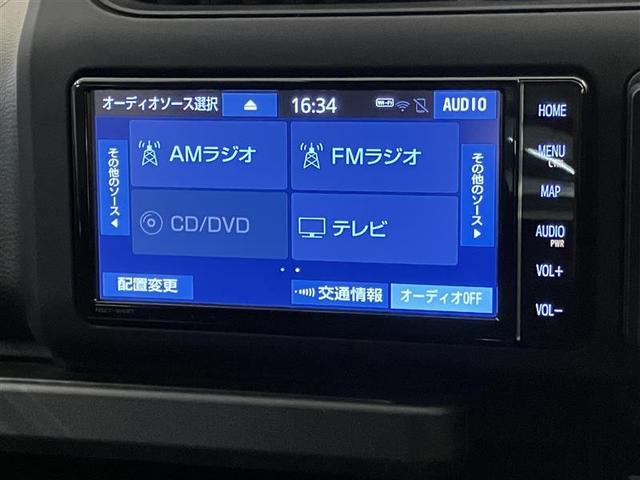 オーディオソース選択
16:34
Wi-Fi
AUDIO
その他のソース
AMラジオ
FMラジオ
その他のソース
CD/DVD
テレビ
配置変更
交通情報
オーディオOFF
HOME
MENU
MAP
AUDIO
PWR
VOL+
VOL-